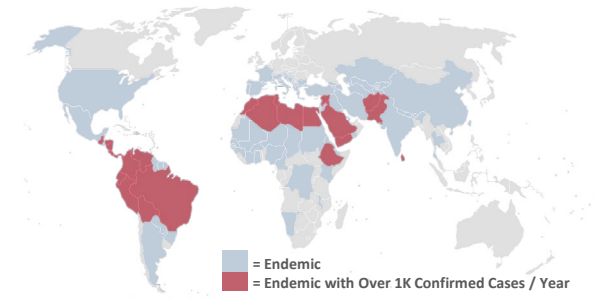 = Endemic
= Endemic with Over 1K Confirmed Cases / Year